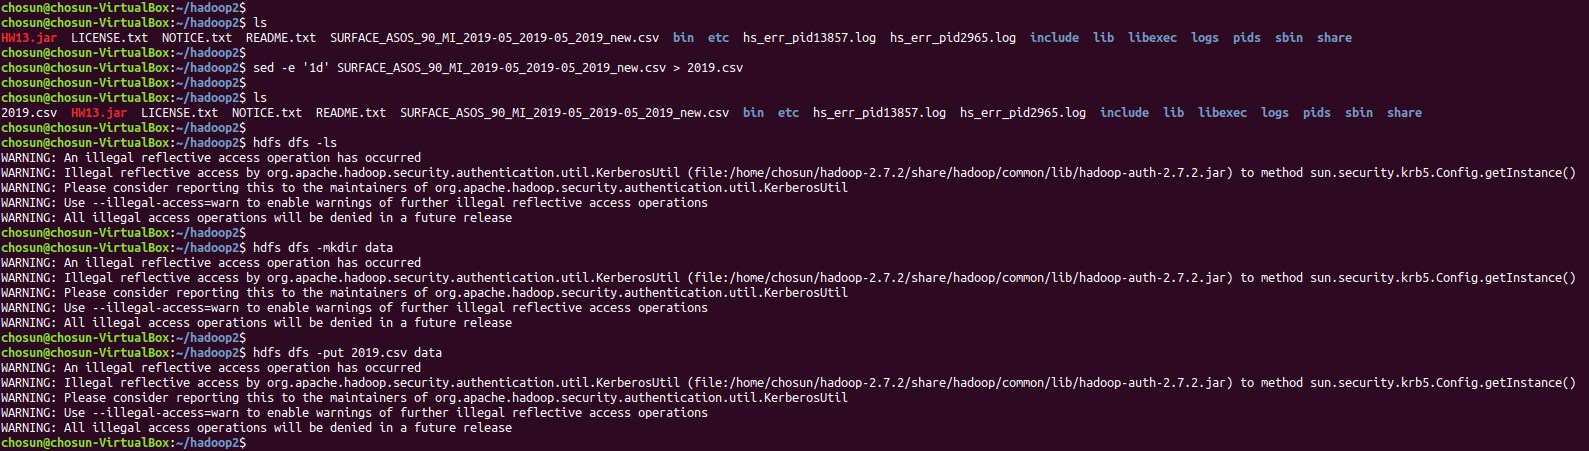 chosun@chosun-VirtualBox:~/hadoop2$
chosun@chosun-VirtualBox:~/hadoop2$ ls
HW13.jar LICENSE.txt NOTICE.txt README.txt SURFACE_ASOS_90_MI_2019-05_2019-05_2019_new.csv bin etc hs_err_pid13857.log hs_err_pid2965.log include lib libexec logs pids sbin share
chosun@chosun-VirtualBox:~/hadoop2$
chosun@chosun-VirtualBox:~/hadoop2$ sed -e '1d' SURFACE_ASOS_90_MI_2019-05_2019-05_2019_new.csv > 2019.csv
chosun@chosun-VirtualBox:~/hadoop2$
chosun@chosun-VirtualBox:~/hadoop2$ ls
2019.csv HW13.jar LICENSE.txt NOTICE.txt README.txt SURFACE_ASOS_90_MI_2019-05_2019-05_2019_new.csv bin etc hs_err_pid13857.log hs_err_pid2965.log include lib libexec logs pids sbin share
chosun@chosun-VirtualBox:~/hadoop2$
chosun@chosun-VirtualBox:~/hadoop2$ hdfs dfs -ls
WARNING: An illegal reflective access operation has occurred
WARNING: Illegal reflective access by org.apache.hadoop.security.authentication.util.KerberosUtil (file:/home/chosun/hadoop-2.7.2/share/hadoop/common/lib/hadoop-auth-2.7.2.jar) to method sun.security.krb5.Config.getInstance()
WARNING: Please consider reporting this to the maintainers of org.apache.hadoop.security.authentication.util.KerberosUtil
WARNING: Use --illegal-access=warn to enable warnings of further illegal reflective access operations
WARNING: All illegal access operations will be denied in a future release
chosun@chosun-VirtualBox:~/hadoop2$
chosun@chosun-VirtualBox:~/hadoop2$ hdfs dfs -mkdir data
WARNING: An illegal reflective access operation has occurred
WARNING: Illegal reflective access by org.apache.hadoop.security.authentication.util.KerberosUtil (file:/home/chosun/hadoop-2.7.2/share/hadoop/common/lib/hadoop-auth-2.7.2.jar) to method sun.security.krb5.Config.getInstance()
WARNING: Please consider reporting this to the maintainers of org.apache.hadoop.security.authentication.util.KerberosUtil
WARNING: Use --illegal-access=warn to enable warnings of further illegal reflective access operations
WARNING: All illegal access operations will be denied in a future release
chosun@chosun-VirtualBox:~/hadoop2$
chosun@chosun-VirtualBox:~/hadoop2$ hdfs dfs -put 2019.csv data
WARNING: An illegal reflective access operation has occurred
WARNING: Illegal reflective access by org.apache.hadoop.security.authentication.util.KerberosUtil (file:/home/chosun/hadoop-2.7.2/share/hadoop/common/lib/hadoop-auth-2.7.2.jar) to method sun.security.krb5.Config.getInstance()
WARNING: Please consider reporting this to the maintainers of org.apache.hadoop.security.authentication.util.KerberosUtil
WARNING: Use --illegal-access=warn to enable warnings of further illegal reflective access operations
WARNING: All illegal access operations will be denied in a future release
chosun@chosun-VirtualBox:~/hadoop2$